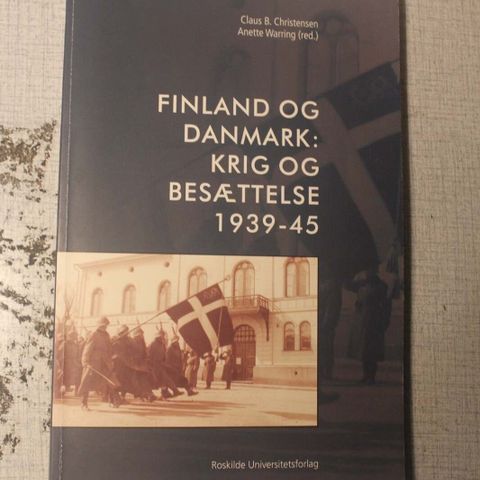 Claus B. Christensen
Anette Warring (red.)
FINLAND OG
DANMARK:
KRIG OG
BESÆTTELSE
1939-45
Roskilde Universitetsforlag